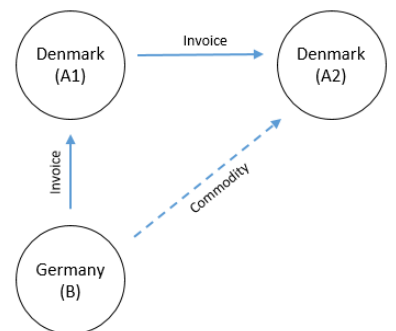 Denmark
(A1)
Invoice
Denmark
(A2)
Invoice
Commodity
Germany
(B)